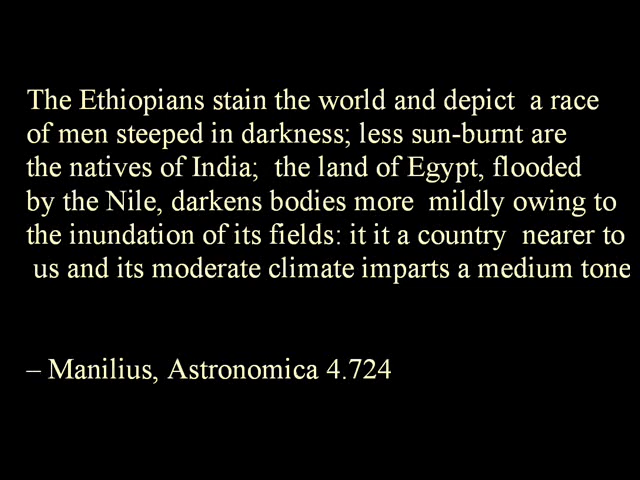 The Ethiopians stain the world and depict a race
of men steeped in darkness; less sun-burnt are
the natives of India; the land of Egypt, flooded
by the Nile, darkens bodies more mildly owing to
the inundation of its fields: it it a country nearer to
us and its moderate climate imparts a medium tone
– Manilius, Astronomica 4.724